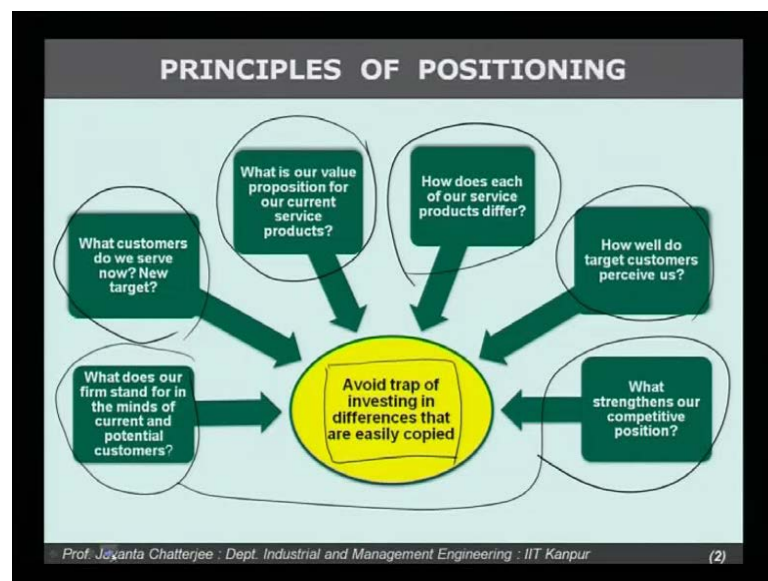 PRINCIPLES OF POSITIONING
What is our value
proposition for
our current
service
products?
How does each
of our service
products differ?
What customers
do we serve
now? New
target?
How well do
target customers
perceive us?
What does our
firm stand for in
the minds of
current and
potential
customers?
Avoid trap of
investing in
differences that
are easily copied
What
strengthens our
competitive
position?
Prof. Jayanta Chatterjee : Dept. Industrial and Management Engineering : IIT Kanpur
(2)